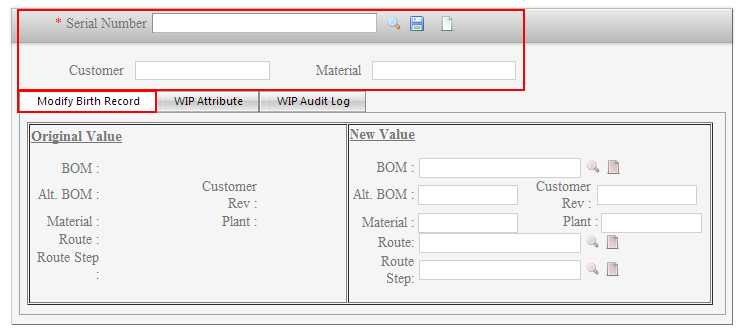 * Serial Number
Customer Material
Modify Birth Record WIP Attribute WIP Audit Log
Original Value
BOM :
Alt. BOM : Customer
Rev :
Material : Plant :
Route :
Route Step
:
New Value
BOM :
Alt. BOM : Customer
Rev :
Material : Plant :
Route:
Route
Step: